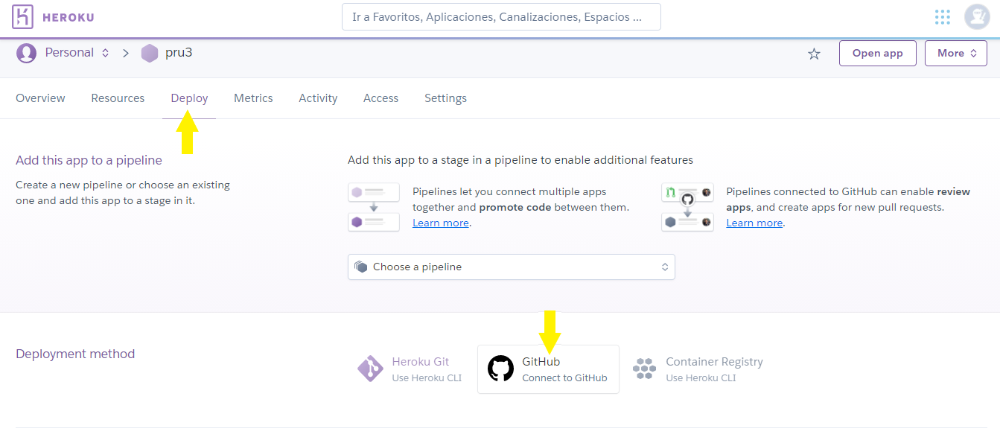 HEROKU
Ir a Favoritos, Aplicaciones, Canalizaciones, Espacios ...
Personal
pru3
Open app
More
Overview
Resources
Deploy
Metrics
Activity
Access
Settings
Add this app to a pipeline
Create a new pipeline or choose an existing
one and add this app to a stage in it.
Add this app to a stage in a pipeline to enable additional features
Pipelines let you connect multiple apps
together and promote code between them.
Learn more.
Pipelines connected to GitHub can enable review
apps, and create apps for new pull requests.
Learn more.
Choose a pipeline
Deployment method
Heroku Git
Use Heroku CLI
GitHub
Connect to GitHub
Container Registry
Use Heroku CLI